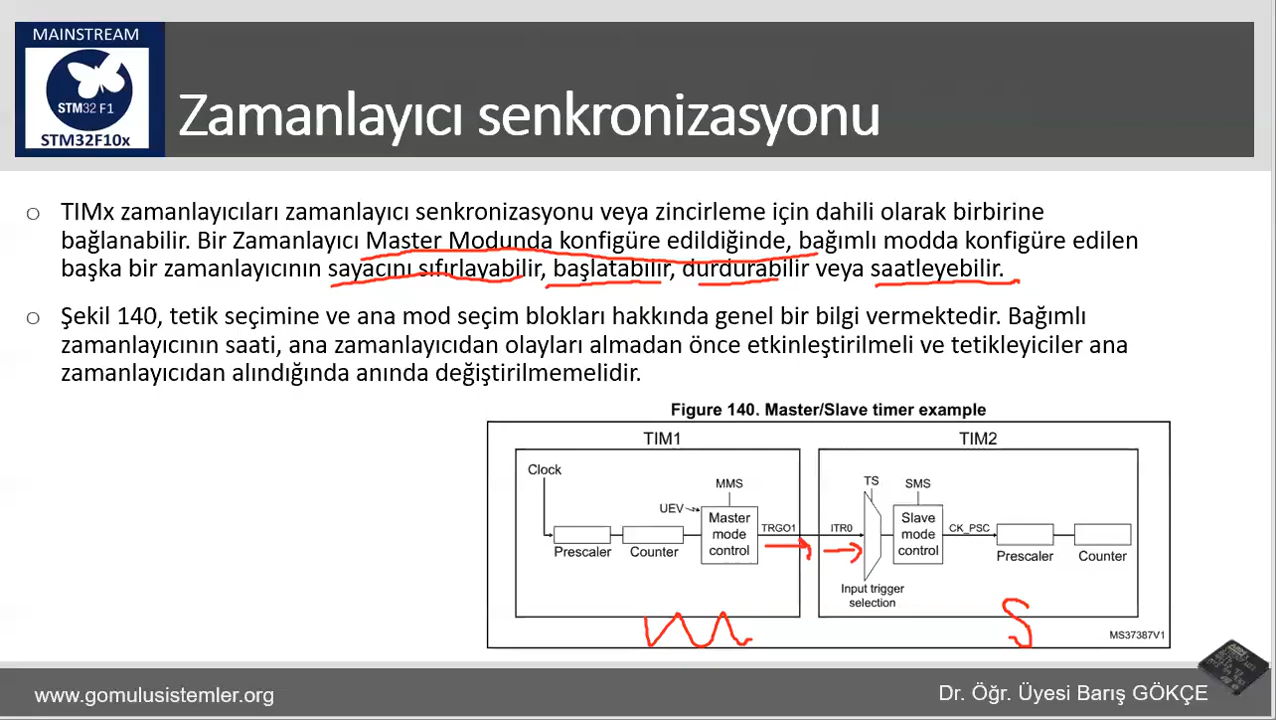 MAINSTREAM
STM32 F1
STM32F10x
Zamanlayıcı senkronizasyonu
o TIMx zamanlayıcıları zamanlayıcı senkronizasyonu veya zincirleme için dahili olarak birbirine
bağlanabilir. Bir Zamanlayıcı Master Modunda konfigüre edildiğinde, bağımlı modda konfigüre edilen
başka bir zamanlayıcının sayacını sıfırlayabilir, başlatabilir, durdurabilir veya saatleyebilir.
o Şekil 140, tetik seçimine ve ana mod seçim blokları hakkında genel bir bilgi vermektedir. Bağımlı
zamanlayıcının saati, ana zamanlayıcıdan olayları almadan önce etkinleştirilmeli ve tetikleyiciler ana
zamanlayıcıdan alındığında anında değiştirilmemelidir.
Figure 140. Master/Slave timer example
TIM1
TIM2
Clock
MMS
TS
SMS
UEV
Prescaler
Counter
Master
mode
control
TRGO1
ITR0
Input trigger
selection
Slave
mode
control
CK_PSC
Prescaler
Counter
M
S
MS37387V1
www.gomulusistemler.org
Dr. Öğr. Üyesi Barış GÖKÇE